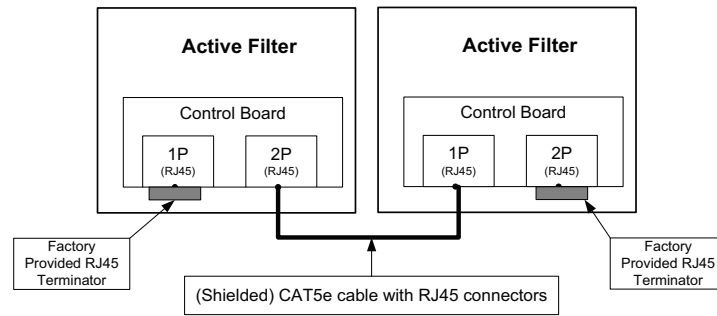 Active Filter
Control Board
1P
(RJ45)
2P
(RJ45)
Active Filter
Control Board
1P
(RJ45)
2P
(RJ45)
Factory
Provided RJ45
Terminator
(Shielded) CAT5e cable with RJ45 connectors
Factory
Provided RJ45
Terminator